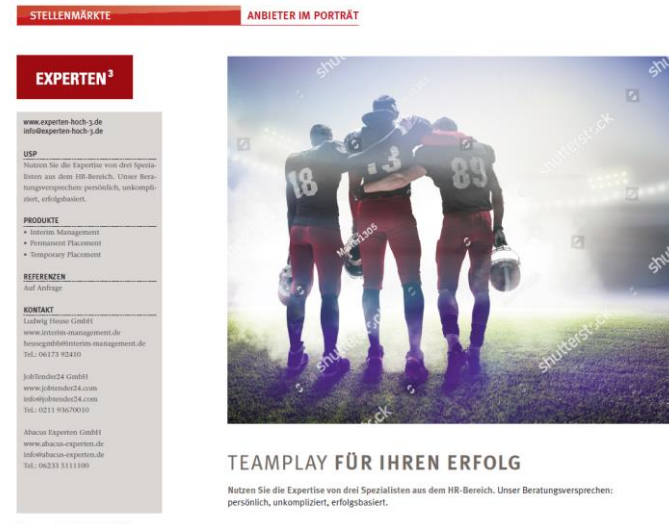 STELLENMÄRKTE
ANBIETER IM PORTRÄT
EXPERTEN³
www.experten-hoch-3.de
info@experten-hoch-3.de
USP
Nutzen Sie die Expertise von drei Spezia-
listen aus dem HR-Bereich. Unser Bera-
tungsversprechen: persönlich, unkompli-
ziert, erfolgsbasiert.
PRODUKTE
• Interim Management
• Permanent Placement
• Temporary Placement
REFERENZEN
Auf Anfrage
KONTAKT
Ludwig Heuse GmbH
www.interim-management.de
heusegmbh@interim-management.de
Tel.: 06173 92410
JobTender24 GmbH
www.jobtender24.com
info@jobtender24.com
Tel.: 0211 93670010
Abacus Experten GmbH
www.abacus-experten.de
info@abacus-experten.de
Tel.: 06233 5111100
shutterstock
18
13
89
Martin1305
shutterstock
TEAMPLAY FÜR IHREN ERFOLG
Nutzen Sie die Expertise von drei Spezialisten aus dem HR-Bereich. Unser Beratungsversprechen:
persönlich, unkompliziert, erfolgsbasiert.